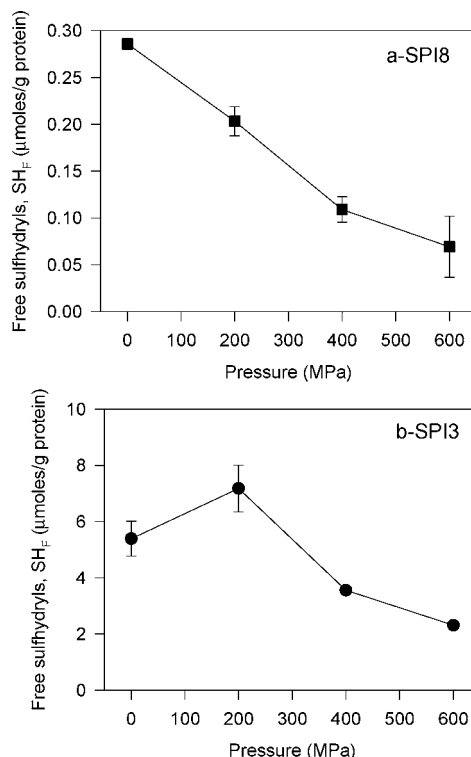 0.30
a-SPI8
0.25
0.20
0.15
0.10
0.05
0.00
Free sulfhydryls, SH_F (μmoles/g protein)
0 100 200 300 400 500 600
Pressure (MPa)
10
b-SPI3
8
6
4
2
0
Free sulfhydryls, SH_F (μmoles/g protein)
0 100 200 300 400 500 600
Pressure (MPa)